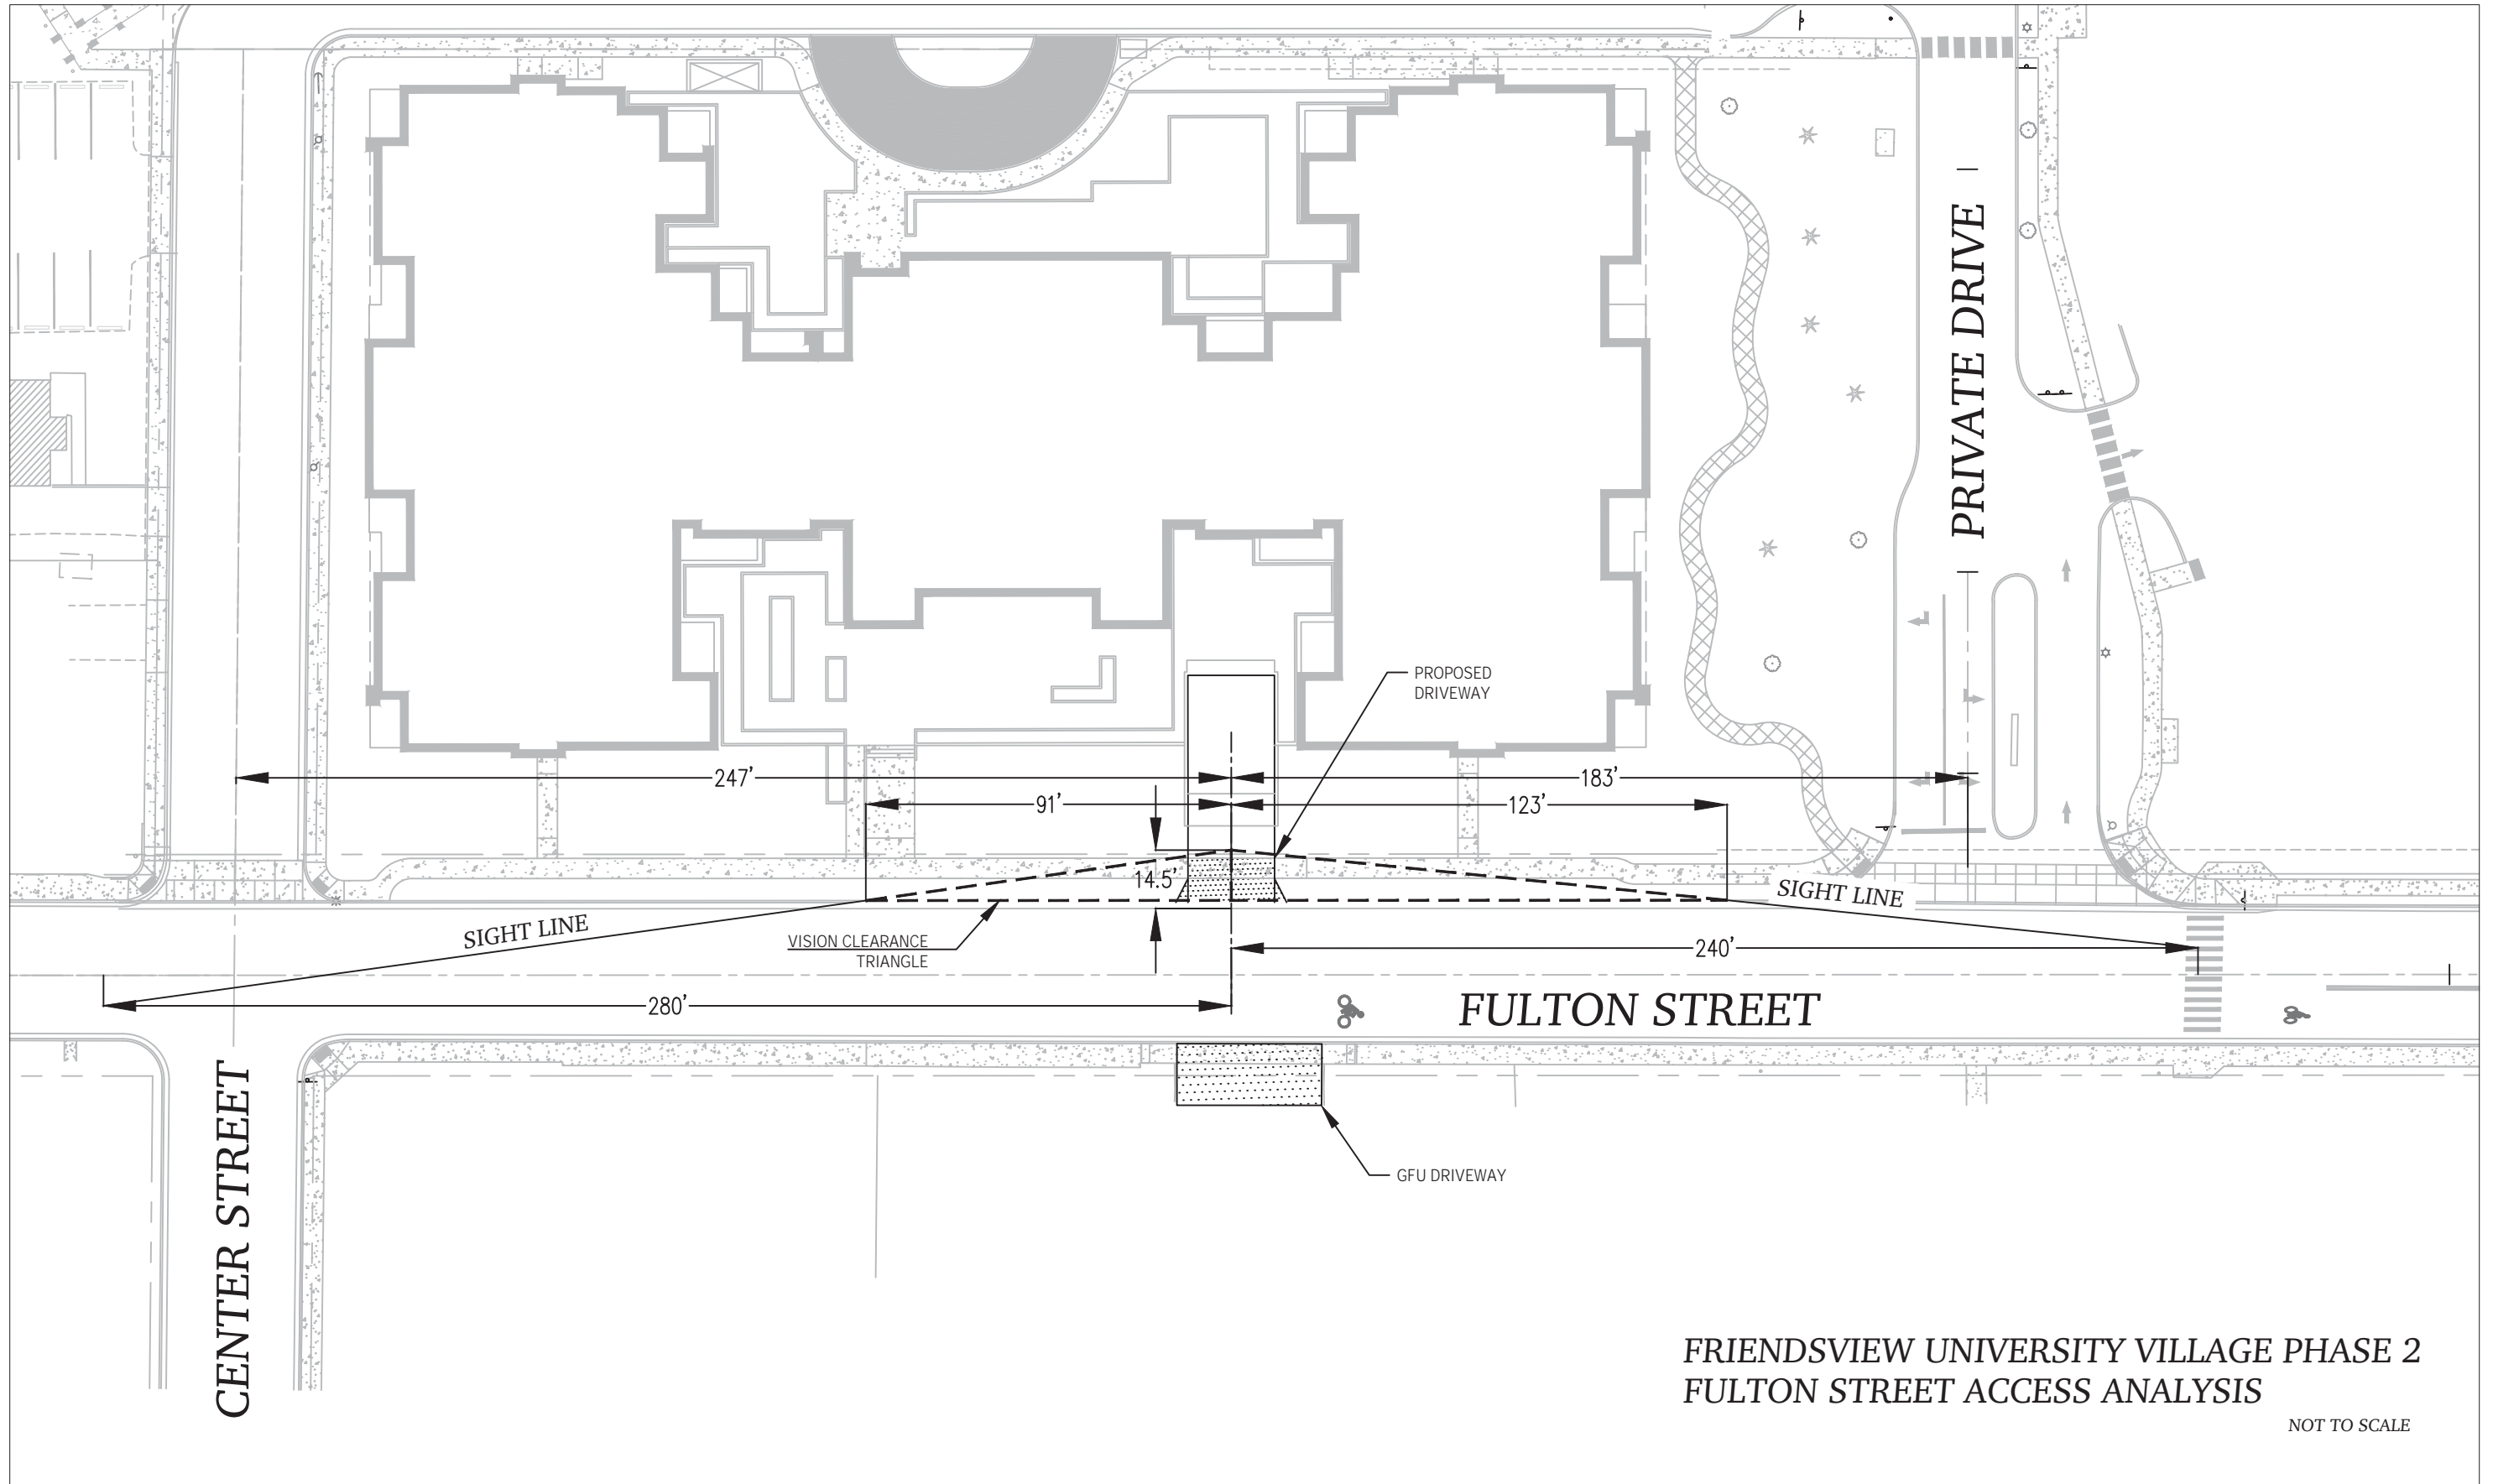 PRIVATE DRIVE
PROPOSED
DRIVEWAY
247’
183’
91’
123’
14.5’
SIGHT LINE
SIGHT LINE
VISION CLEARANCE
TRIANGLE
240’
280’
FULTON STREET
CENTER STREET
GFU DRIVEWAY
FRIENDSVIEW UNIVERSITY VILLAGE PHASE 2
FULTON STREET ACCESS ANALYSIS
NOT TO SCALE